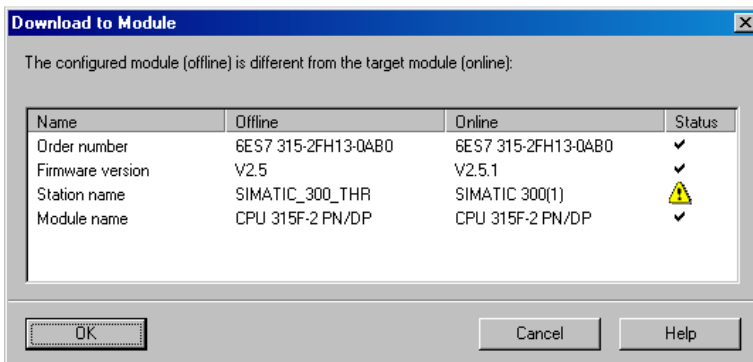 Download to Module
The configured module (offline) is different from the target module (online):
Name Offline Online Status
Order number 6ES7 315-2FH13-0AB0 6ES7 315-2FH13-0AB0
Firmware version V2.5 V2.5.1
Station name SIMATIC_300_THR SIMATIC 300(1)
Module name CPU 315F-2 PN/DP CPU 315F-2 PN/DP
OK Cancel Help